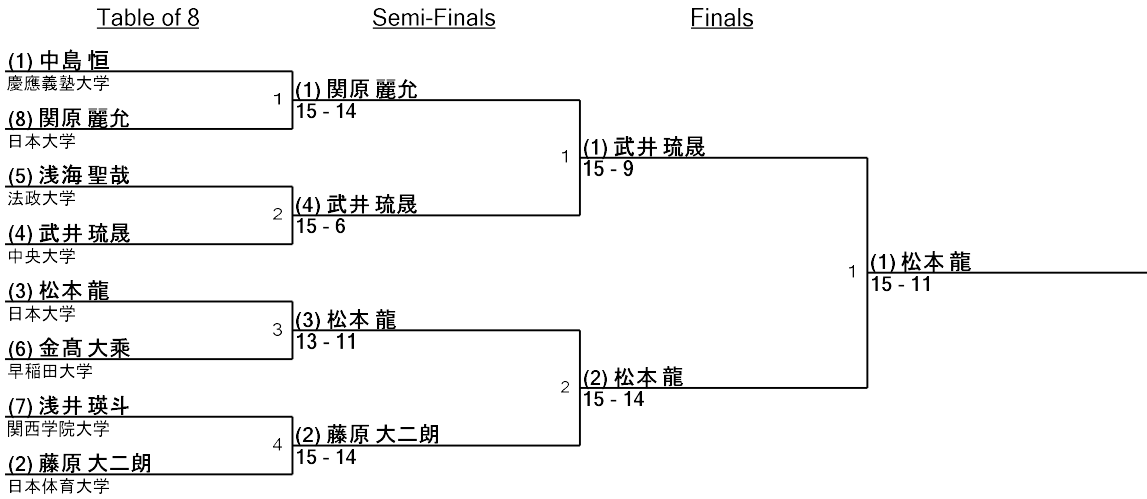 Table of 8
Semi-Finals
Finals
(1) 中島 恒
慶應義塾大学
1
(1) 関原 麗允
15 - 14
(8) 関原 麗允
日本大学
1
(1) 武井 琉晟
15 - 9
(5) 浅海 聖哉
法政大学
2
(4) 武井 琉晟
15 - 6
(4) 武井 琉晟
中央大学
1
(1) 松本 龍
15 - 11
(3) 松本 龍
日本大学
3
(3) 松本 龍
13 - 11
(6) 金髙 大乘
早稲田大学
2
(2) 松本 龍
15 - 14
(7) 浅井 瑛斗
関西学院大学
4
(2) 藤原 大二朗
15 - 14
(2) 藤原 大二朗
日本体育大学